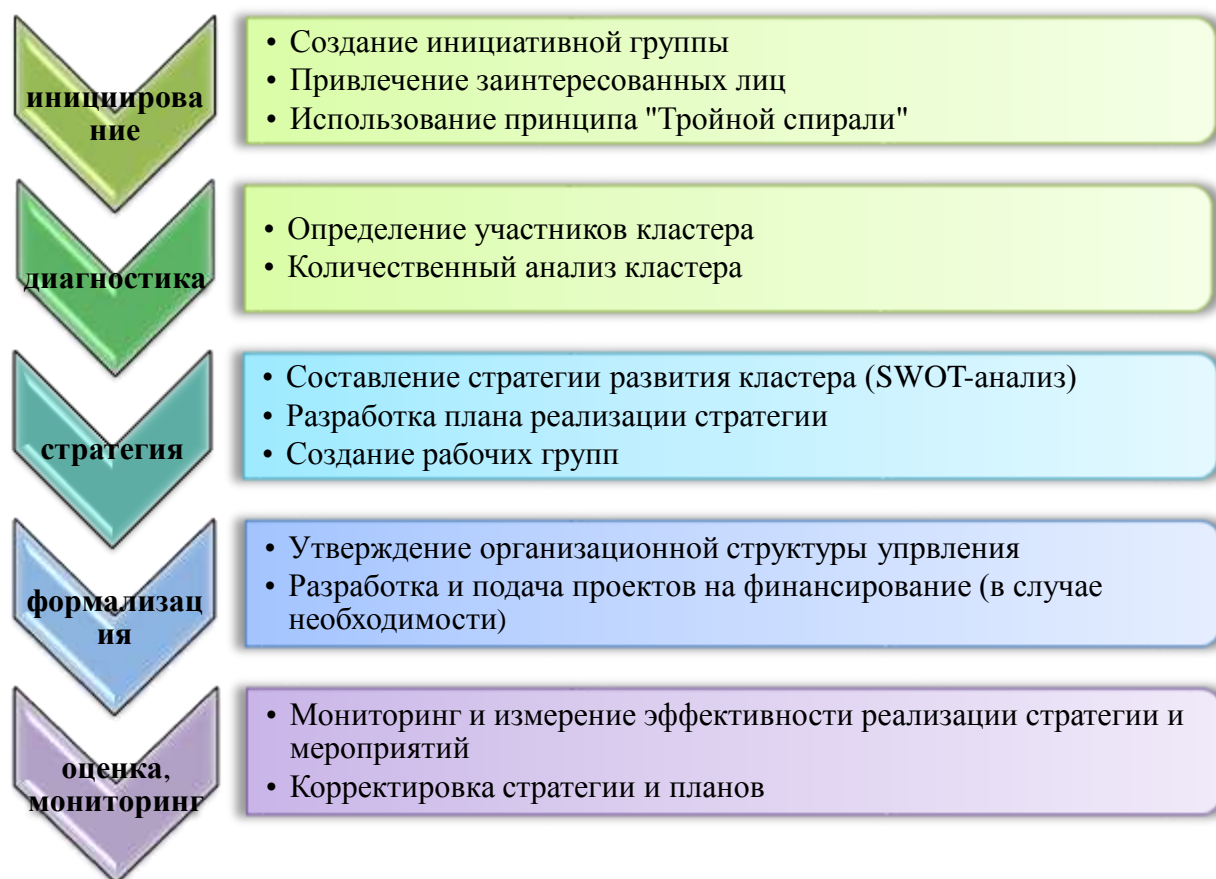 инициирова
ние
• Создание инициативной группы
• Привлечение заинтересованных лиц
• Использование принципа "Тройной спирали"
диагностика
• Определение участников кластера
• Количественный анализ кластера
стратегия
• Составление стратегии развития кластера (SWOT-анализ)
• Разработка плана реализации стратегии
• Создание рабочих групп
формализац
ия
• Утверждение организационной структуры упрвления
• Разработка и подача проектов на финансирование (в случае
необходимости)
оценка,
мониторинг
• Мониторинг и измерение эффективности реализации стратегии и
мероприятий
• Корректировка стратегии и планов